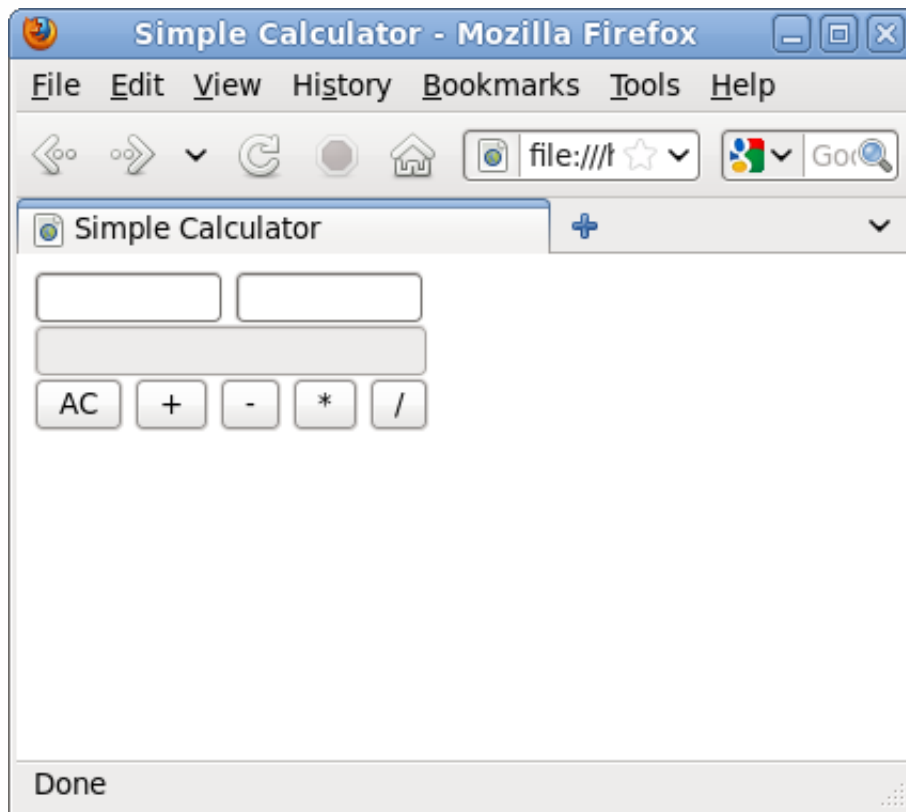 Simple Calculator - Mozilla Firefox
File Edit View History Bookmarks Tools Help
file:///
Simple Calculator
AC + - * /
Done